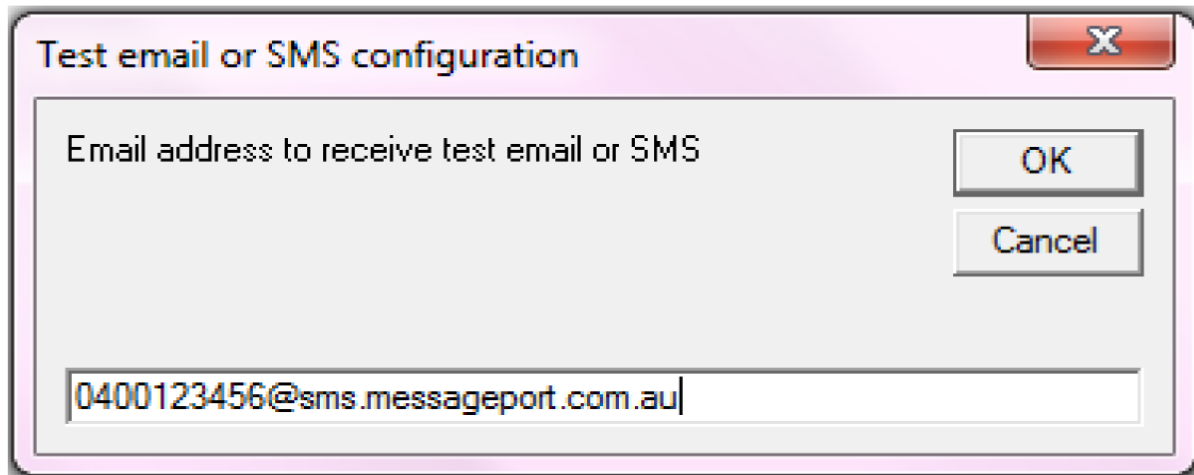 Test email or SMS configuration
Email address to receive test email or SMS
OK
Cancel
0400123456@sms.messageport.com.au